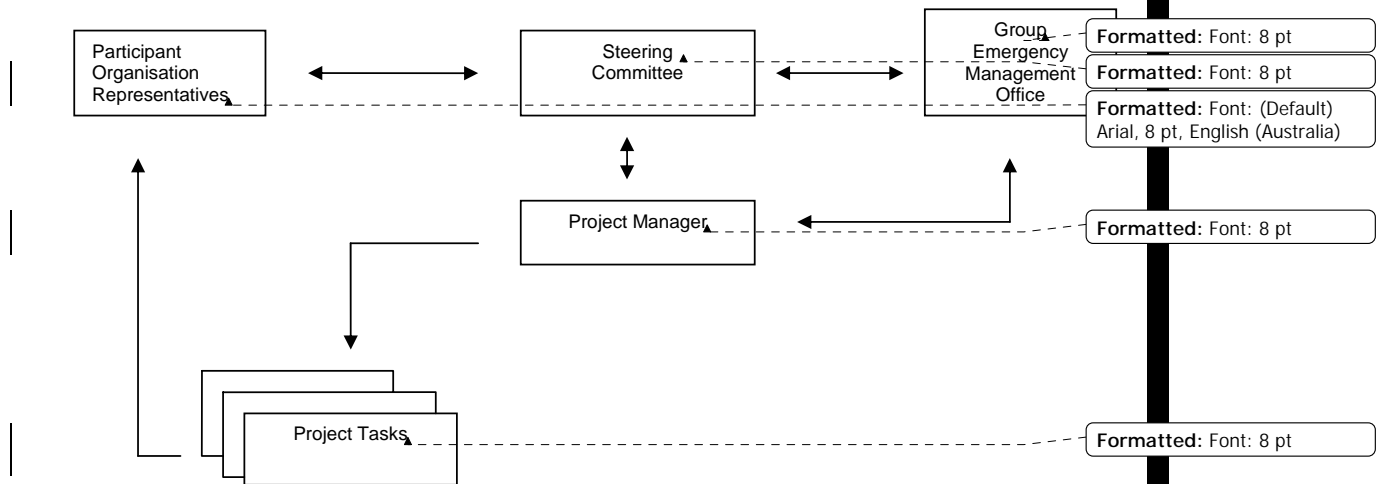 Participant
Organisation
Representatives
Steering
Committee
Group
Emergency
Management
Office
Formatted: Font: 8 pt
Formatted: Font: 8 pt
Formatted: Font: (Default)
Arial, 8 pt, English (Australia)
Project Manager
Formatted: Font: 8 pt
Project Tasks
Formatted: Font: 8 pt